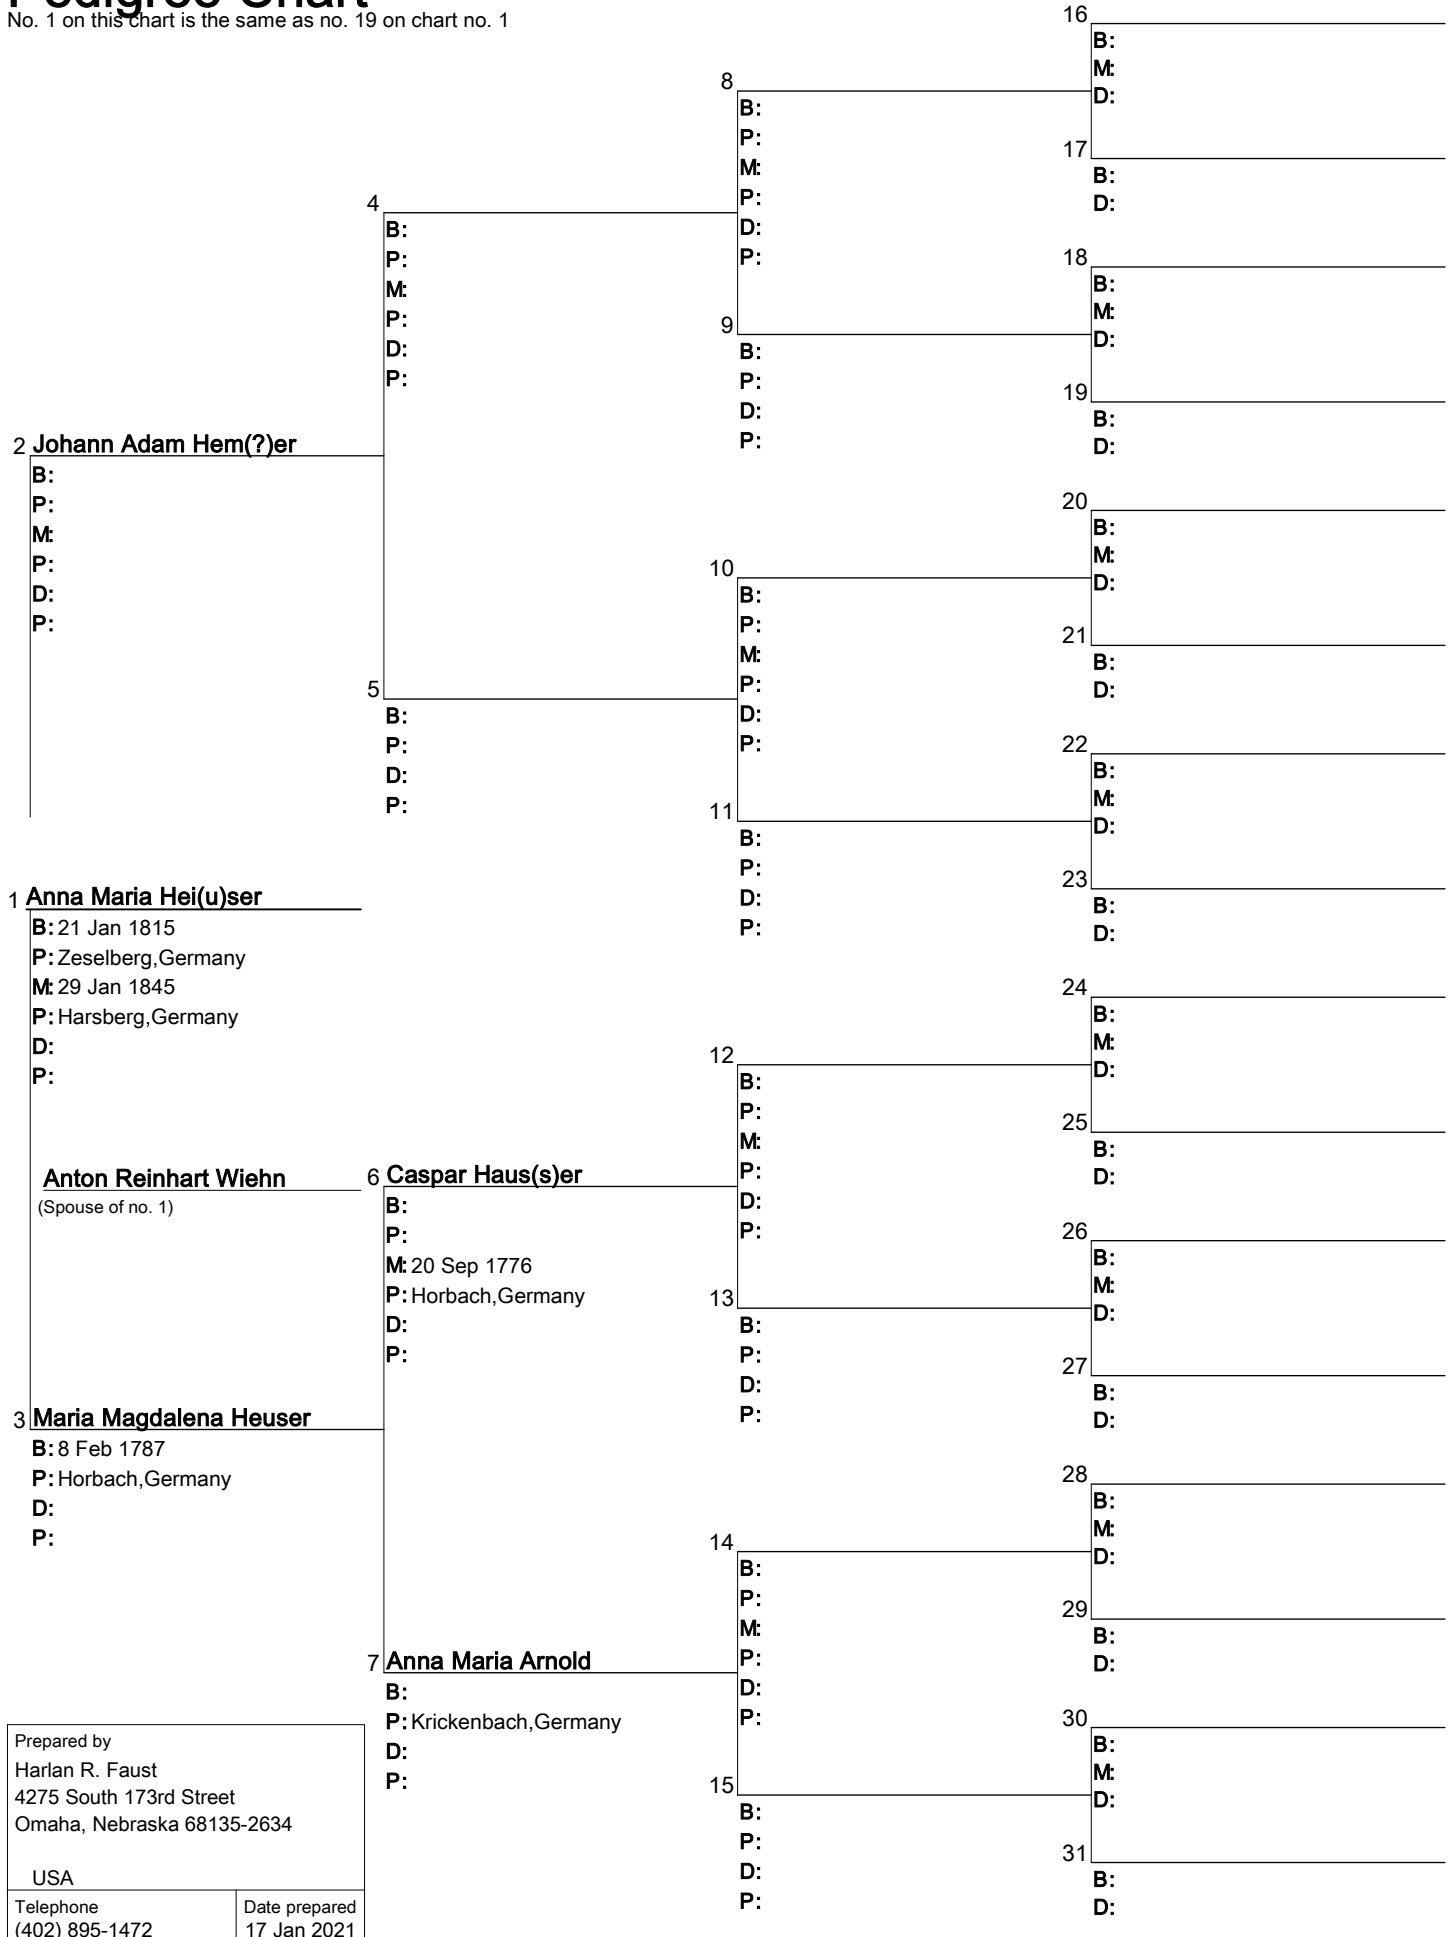 Pedigree Chart
No. 1 on this chart is the same as no. 19 on chart no. 1
2 Johann Adam Hem(?)er
B:
P:
M:
P:
D:
P:
1 Anna Maria Hei(u)ser
B: 21 Jan 1815
P: Zeselberg,Germany
M: 29 Jan 1845
P: Harsberg,Germany
D:
P:
Anton Reinhart Wiehn
(Spouse of no. 1)
3 Maria Magdalena Heuser
B: 8 Feb 1787
P: Horbach,Germany
D:
P:
4
B:
P:
M:
P:
D:
P:
5
B:
P:
D:
P:
6 Caspar Haus(s)er
B:
P:
M: 20 Sep 1776
P: Horbach,Germany
D:
P:
7 Anna Maria Arnold
B:
P: Krickenbach,Germany
D:
P:
8
B:
P:
M:
P:
D:
P:
9
B:
P:
D:
P:
10
B:
P:
M:
P:
D:
P:
11
B:
P:
D:
P:
12
B:
P:
M:
P:
D:
P:
13
B:
P:
D:
P:
14
B:
P:
M:
P:
D:
P:
15
B:
P:
D:
P:
16
B:
M:
D:
17
B:
D:
18
B:
M:
D:
19
B:
D:
20
B:
M:
D:
21
B:
D:
22
B:
M:
D:
23
B:
D:
24
B:
M:
D:
25
B:
D:
26
B:
M:
D:
27
B:
D:
28
B:
M:
D:
29
B:
D:
30
B:
M:
D:
31
B:
D:
Prepared by
Harlan R. Faust
4275 South 173rd Street
Omaha, Nebraska 68135-2634
USA
Telephone
(402) 895-1472
Date prepared
17 Jan 2021